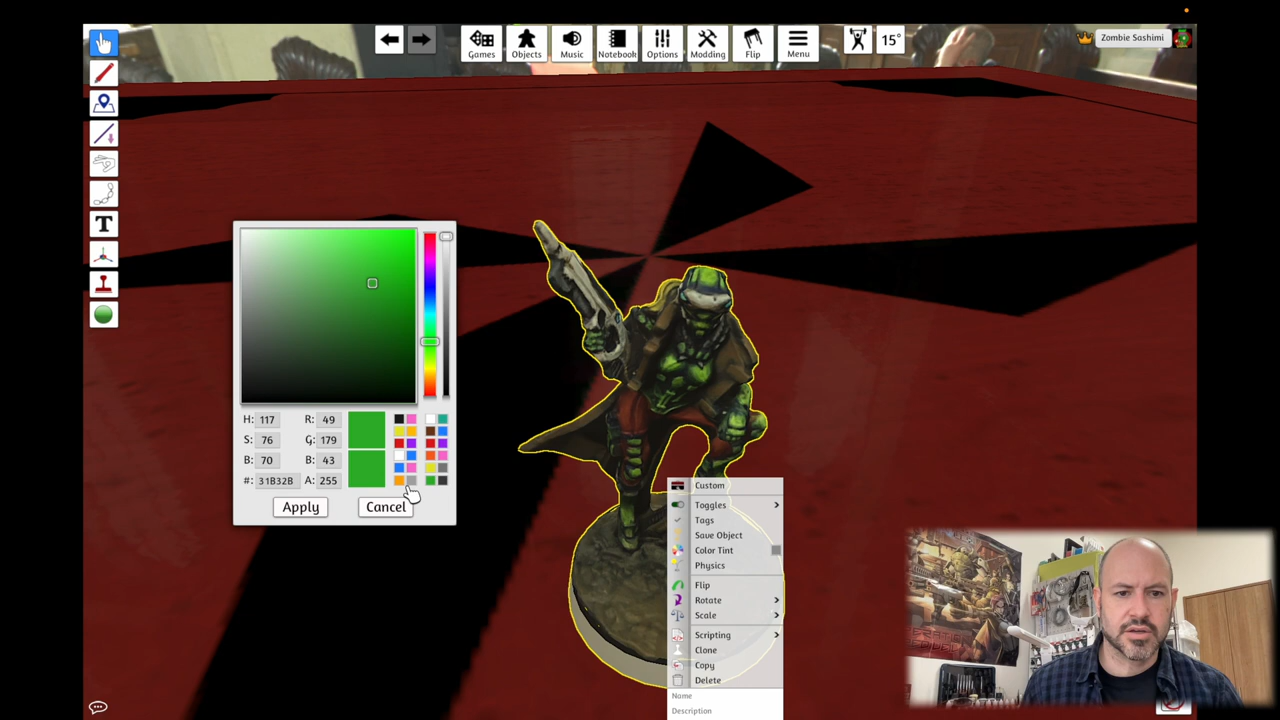 Games
Objects
Music
Notebook
Options
Modding
Flip
Menu
15°
Zombie Sashimi
T
H: 117
R: 49
S: 76
G: 179
B: 70
B: 43
#: 31B32B
A: 255
Apply
Cancel
Custom
Toggles
Tags
Save Object
Color Tint
Physics
Flip
Rotate
Scale
Scripting
Clone
Copy
Delete
Name
Description